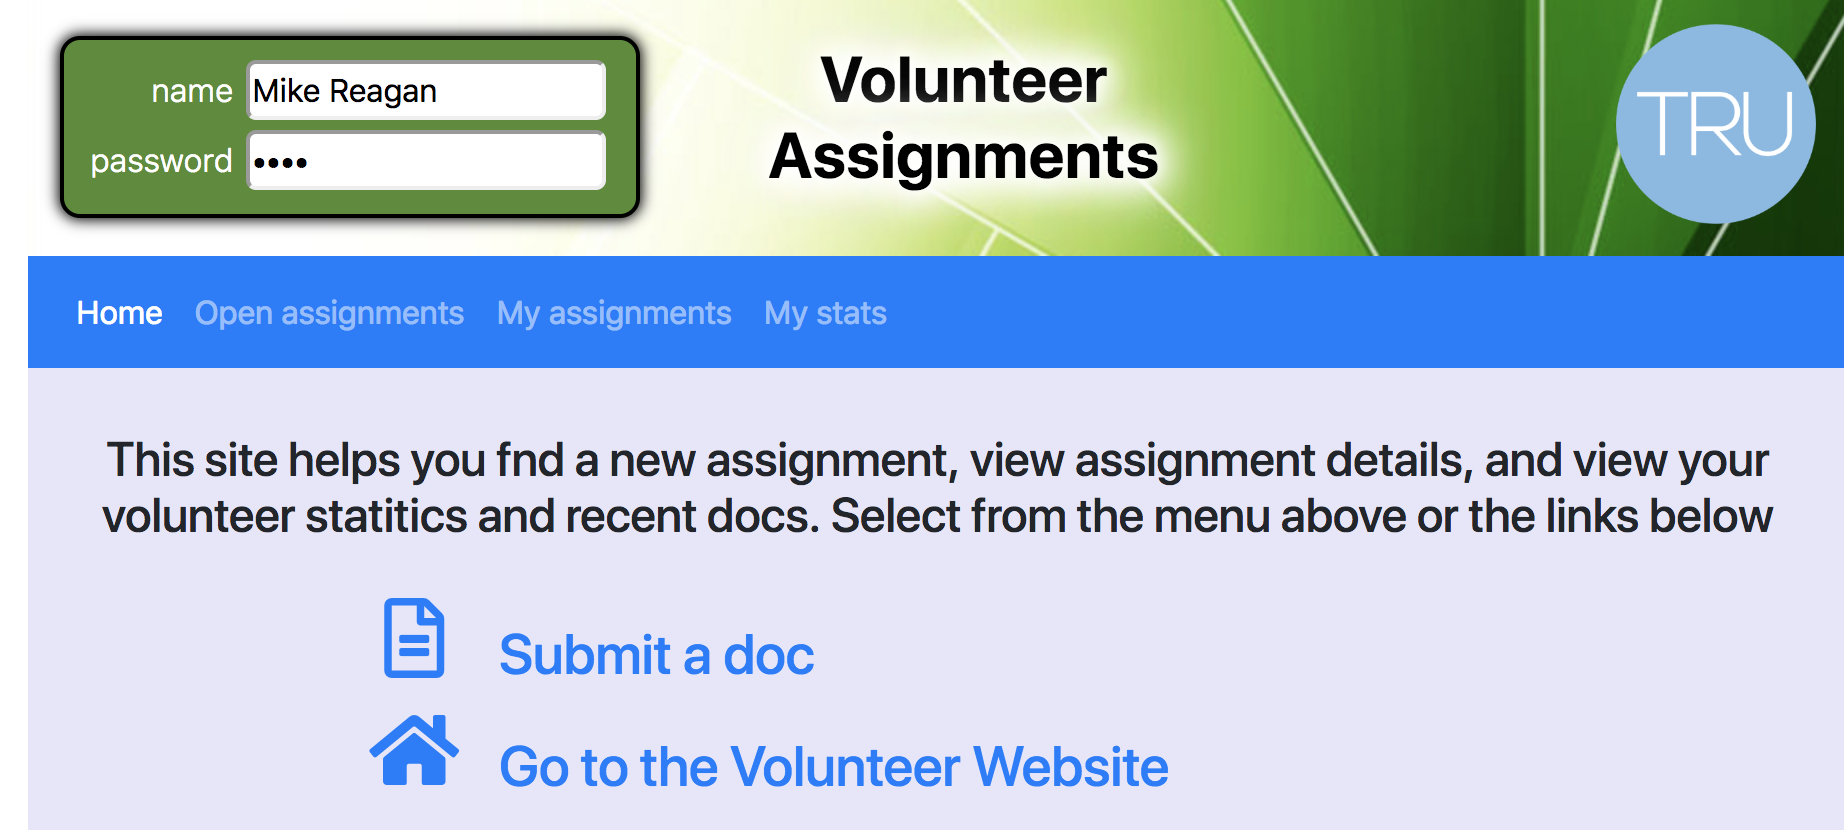 name Mike Reagan
password ••••
Volunteer
Assignments
TRU
Home Open assignments My assignments My stats
This site helps you fnd a new assignment, view assignment details, and view your
volunteer statitics and recent docs. Select from the menu above or the links below
Submit a doc
Go to the Volunteer Website